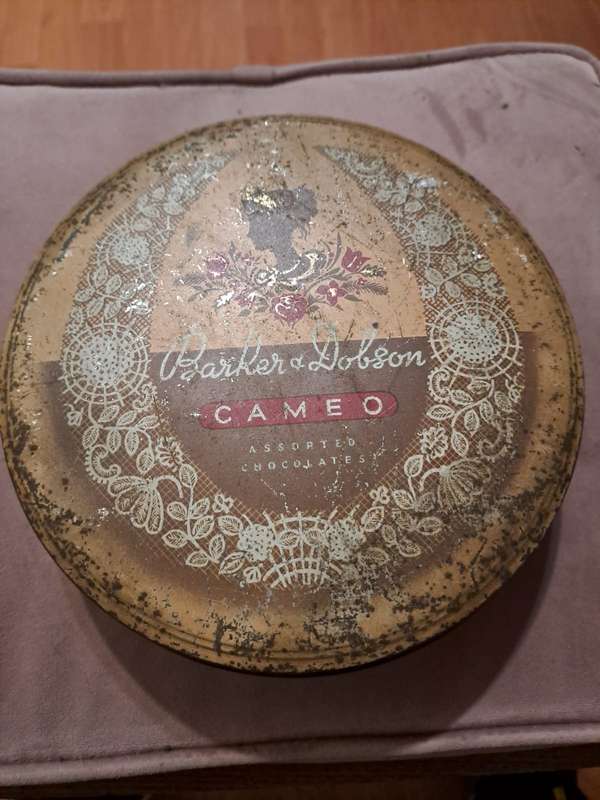 Barker & Dobson
CAMEO
ASSORTED
CHOCOLATES